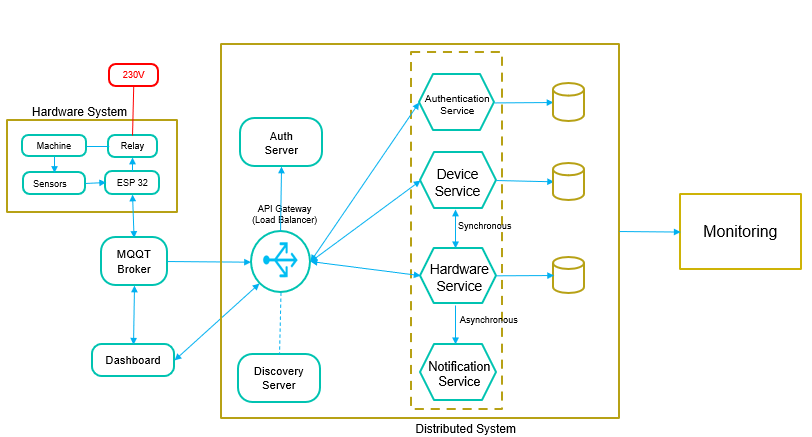 230V
Hardware System
Machine
Relay
Sensors
ESP 32
MQQT
Broker
Dashboard
Auth
Server
API Gateway
(Load Balancer)
Discovery
Server
Authentication
Service
Device
Service
Synchronous
Hardware
Service
Asynchronous
Notification
Service
Distributed System
Monitoring